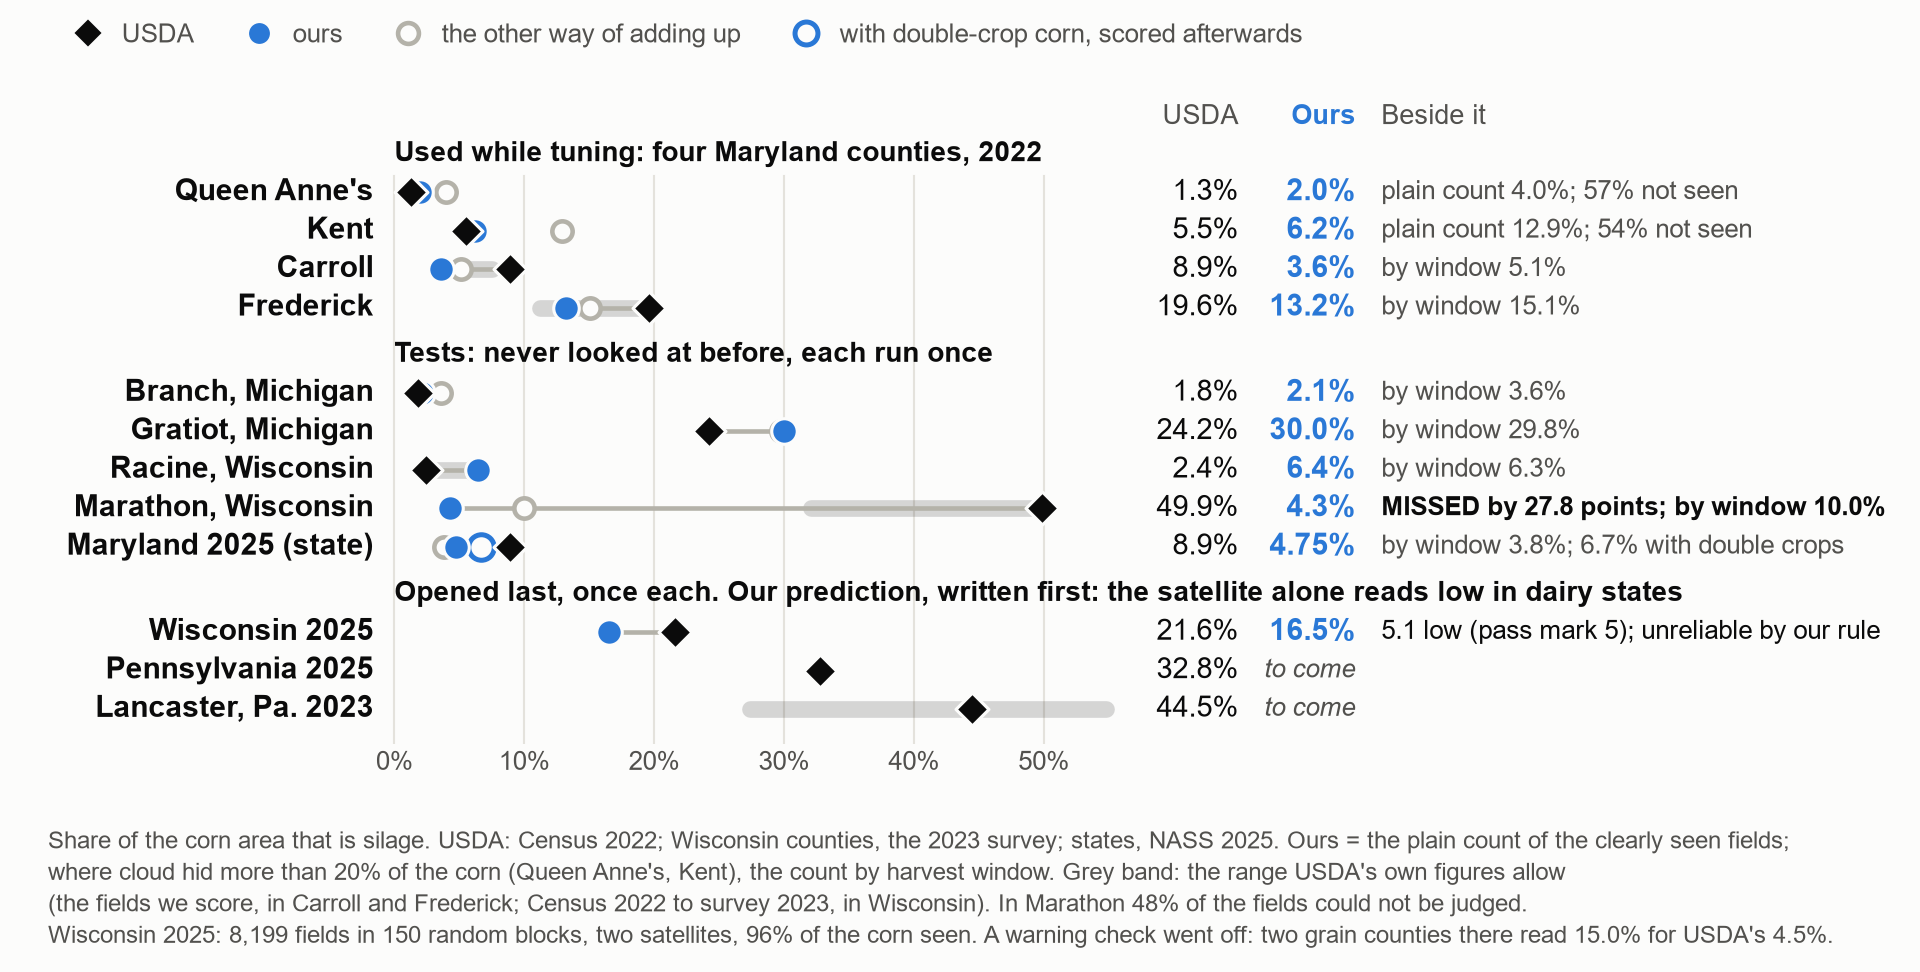 USDA ours the other way of adding up with double-crop corn, scored afterwards
USDA Ours Beside it
Used while tuning: four Maryland counties, 2022
Queen Anne's 1.3% 2.0% plain count 4.0%; 57% not seen
Kent 5.5% 6.2% plain count 12.9%; 54% not seen
Carroll 8.9% 3.6% by window 5.1%
Frederick 19.6% 13.2% by window 15.1%
Tests: never looked at before, each run once
Branch, Michigan 1.8% 2.1% by window 3.6%
Gratiot, Michigan 24.2% 30.0% by window 29.8%
Racine, Wisconsin 2.4% 6.4% by window 6.3%
Marathon, Wisconsin 49.9% 4.3% MISSED by 27.8 points; by window 10.0%
Maryland 2025 (state) 8.9% 4.75% by window 3.8%; 6.7% with double crops
Opened last, once each. Our prediction, written first: the satellite alone reads low in dairy states
Wisconsin 2025 21.6% 16.5% 5.1 low (pass mark 5); unreliable by our rule
Pennsylvania 2025 32.8% to come
Lancaster, Pa. 2023 44.5% to come
0% 10% 20% 30% 40% 50%
Share of the corn area that is silage. USDA: Census 2022; Wisconsin counties, the 2023 survey; states, NASS 2025. Ours = the plain count of the clearly seen fields;
where cloud hid more than 20% of the corn (Queen Anne's, Kent), the count by harvest window. Grey band: the range USDA's own figures allow
(the fields we score, in Carroll and Frederick; Census 2022 to survey 2023, in Wisconsin). In Marathon 48% of the fields could not be judged.
Wisconsin 2025: 8,199 fields in 150 random blocks, two satellites, 96% of the corn seen. A warning check went off: two grain counties there read 15.0% for USDA's 4.5%.